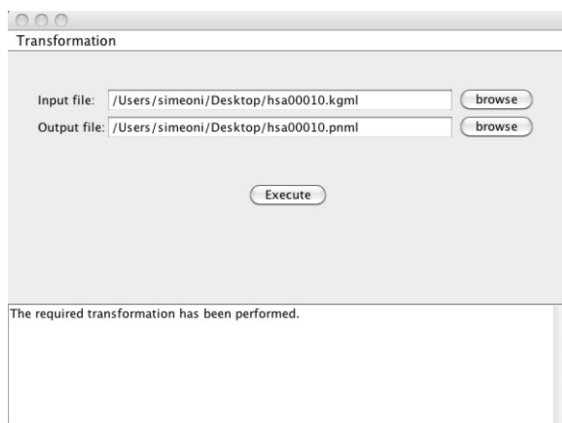 Transformation
Input file: /Users/simeoni/Desktop/hsa00010.kgml browse
Output file: /Users/simeoni/Desktop/hsa00010.pnml browse
Execute
The required transformation has been performed.